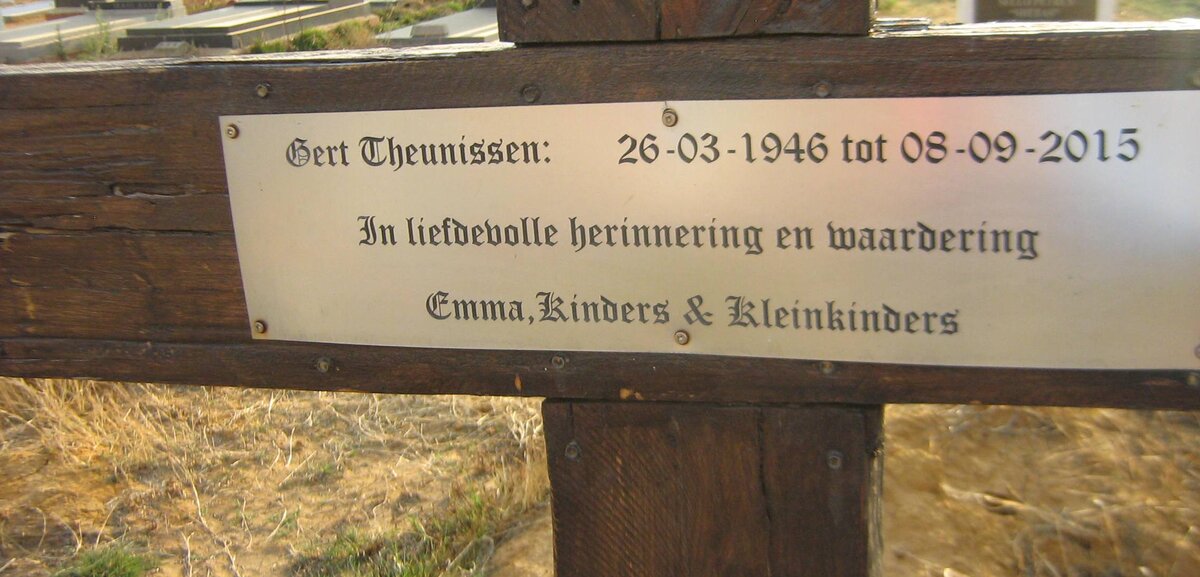 Gert Theunissen: 26-03-1946 tot 08-09-2015
In liefdevolle herinnering en waardering
Emma, Kinders & Kleinkinders